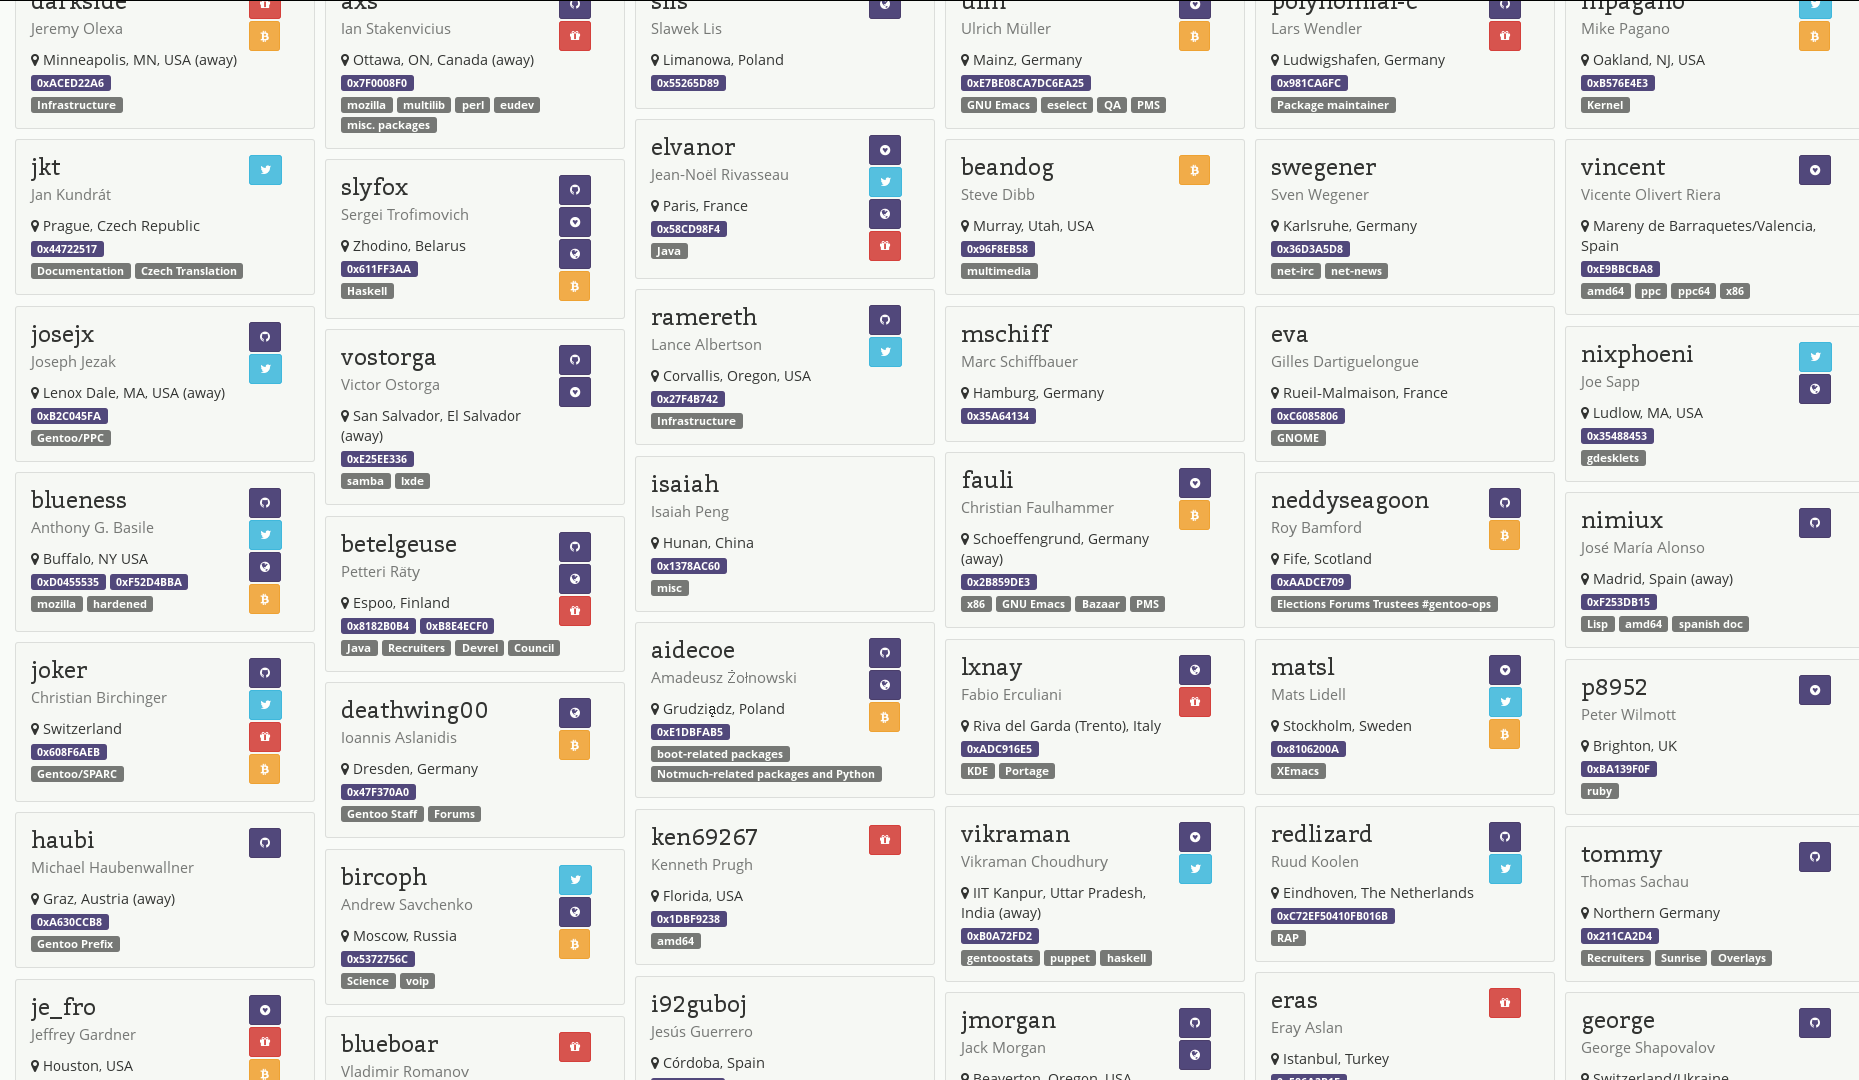 darkside
Jeremy Olexa
Minneapolis, MN, USA (away)
0xACED22A6
Infrastructure
jkt
Jan Kundrát
Prague, Czech Republic
0x44722517
Documentation Czech Translation
josejx
Joseph Jezak
Lenox Dale, MA, USA (away)
0xB2C045FA
Gentoo/PPC
blueness
Anthony G. Basile
Buffalo, NY USA
0xD0455535 0xF52D4BBA
mozilla hardened
joker
Christian Birchinger
Switzerland
0x608F6AEB
Gentoo/SPARC
haubi
Michael Haubenwallner
Graz, Austria (away)
0xA630CCB8
Gentoo Prefix
je_fro
Jeffrey Gardner
Houston, USA
axs
Ian Stakenvicius
Ottawa, ON, Canada (away)
0x7F0008F0
mozilla multilib perl eudev
misc. packages
slyfox
Sergei Trofimovich
Zhodino, Belarus
0x611FF3AA
Haskell
vostorga
Victor Ostorga
San Salvador, El Salvador
(away)
0xE25EE336
samba lxde
betelgeuse
Petteri Räty
Espoo, Finland
0x8182B0B4 0xB8E4ECF0
Java Recruiters Devrel Council
deathwing00
Ioannis Aslanidis
Dresden, Germany
0x47F370A0
Gentoo Staff Forums
bircoph
Andrew Savchenko
Moscow, Russia
0x5372756C
Science voip
blueboar
Vladimir Romanov
slis
Slawek Lis
Limanowa, Poland
0x55265D89
elvanor
Jean-Noël Rivasseau
Paris, France
0x58CD98F4
Java
ramereth
Lance Albertson
Corvallis, Oregon, USA
0x27F4B742
Infrastructure
isaiah
Isaiah Peng
Hunan, China
0x1378AC60
misc
aidecoe
Amadeusz Żołnowski
Grudziądz, Poland
0xE1DBFAB5
boot-related packages
Notmuch-related packages and Python
ken69267
Kenneth Prugh
Florida, USA
0x1DBF9238
amd64
i92guboj
Jesús Guerrero
Córdoba, Spain
ulm
Ulrich Müller
Mainz, Germany
0xE7BE08CA7DC6EA25
GNU Emacs eselect QA PMS
beandog
Steve Dibb
Murray, Utah, USA
0x96F8EB58
multimedia
mschiff
Marc Schiffbauer
Hamburg, Germany
0x35A64134
fauli
Christian Faulhammer
Schoeffengrund, Germany
(away)
0x2B859DE3
x86 GNU Emacs Bazaar PMS
lxnay
Fabio Erculiani
Riva del Garda (Trento), Italy
0xADC916E5
KDE Portage
vikraman
Vikraman Choudhury
IIT Kanpur, Uttar Pradesh,
India (away)
0xB0A72FD2
gentoostats puppet haskell
jmorgan
Jack Morgan
Beaverton, Oregon, USA
polynomial-c
Lars Wendler
Ludwigshafen, Germany
0x981CA6FC
Package maintainer
swegener
Sven Wegener
Karlsruhe, Germany
0x36D3A5D8
net-irc net-news
eva
Gilles Dartiguelongue
Rueil-Malmaison, France
0xC6085806
GNOME
neddyseagoon
Roy Bamford
Fife, Scotland
0xAADCE709
Elections Forums Trustees #gentoo-ops
matsl
Mats Lidell
Stockholm, Sweden
0x8106200A
XEmacs
redlizard
Ruud Koolen
Eindhoven, The Netherlands
0xC72EF50410FB016B
RAP
eras
Eray Aslan
Istanbul, Turkey
mpagano
Mike Pagano
Oakland, NJ, USA
0xB576E4E3
Kernel
vincent
Vicente Olivert Riera
Mareny de Barraquetes/Valencia,
Spain
0xE9BBCBA8
amd64 ppc ppc64 x86
nixphoeni
Joe Sapp
Ludlow, MA, USA
0x35488453
gdesklets
nimiux
José María Alonso
Madrid, Spain (away)
0xF253DB15
Lisp amd64 spanish doc
p8952
Peter Wilmott
Brighton, UK
0xBA139F0F
ruby
tommy
Thomas Sachau
Northern Germany
0x211CA2D4
Recruiters Sunrise Overlays
george
George Shapovalov
Switzerland/Ukraine